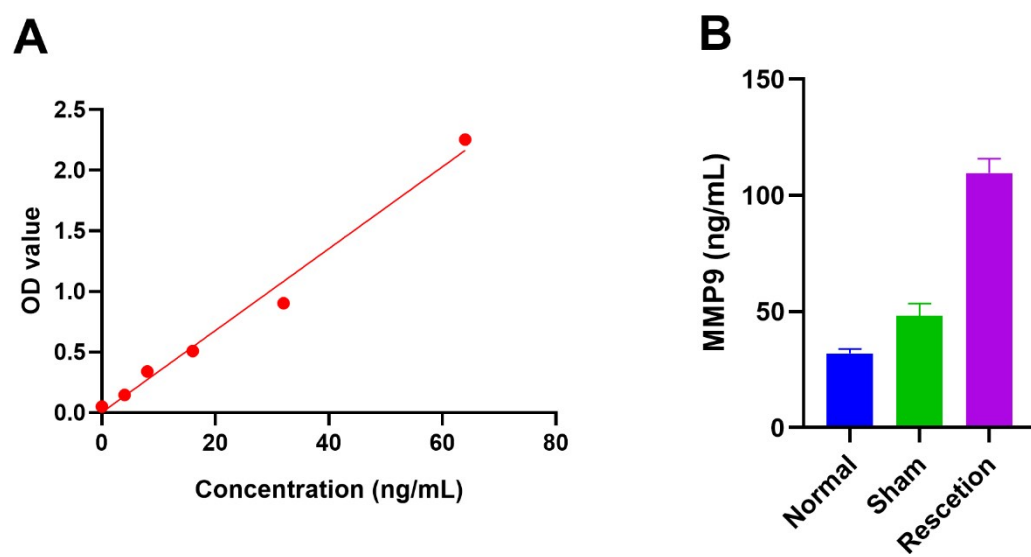 A
2.5
2.0
1.5
1.0
0.5
0.0
OD value
0
20
40
60
80
Concentration (ng/mL)
B
150
100
50
0
MMP9 (ng/mL)
Normal
Sham
Rescetion